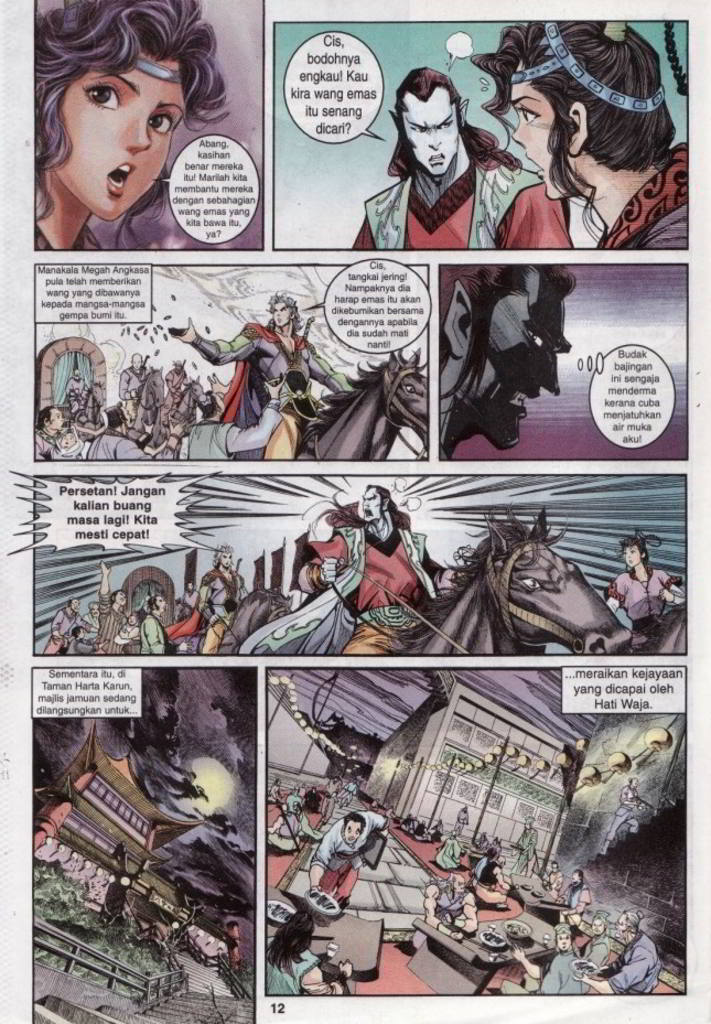 Abang,
kasihan
benar mereka
itu! Marilah kita
membantu mereka
dengan sebahagian
wang emas yang
kita bawa itu,
ya?
Cis,
bodohnya
engkau! Kau
kira wang emas
itu senang
dicari?
Manakala Megah Angkasa
pula telah memberikan
wang yang dibawanya
kepada mangsa-mangsa
gempa bumi itu.
Cis,
tangkai jering!
Nampaknya dia
harap emas itu akan
dikebumikan bersama
dengannya apabila
dia sudah mati
nanti!
Budak
bajingan
ini sengaja
menderma
kerana cuba
menjatuhkan
air muka
aku!
Persetan! Jangan
kalian buang
masa lagi! Kita
mesti cepat!
Sementara itu, di
Taman Harta Karun,
majlis jamuan sedang
dilangsungkan untuk...
...meraikan kejayaan
yang dicapai oleh
Hati Waja.
12